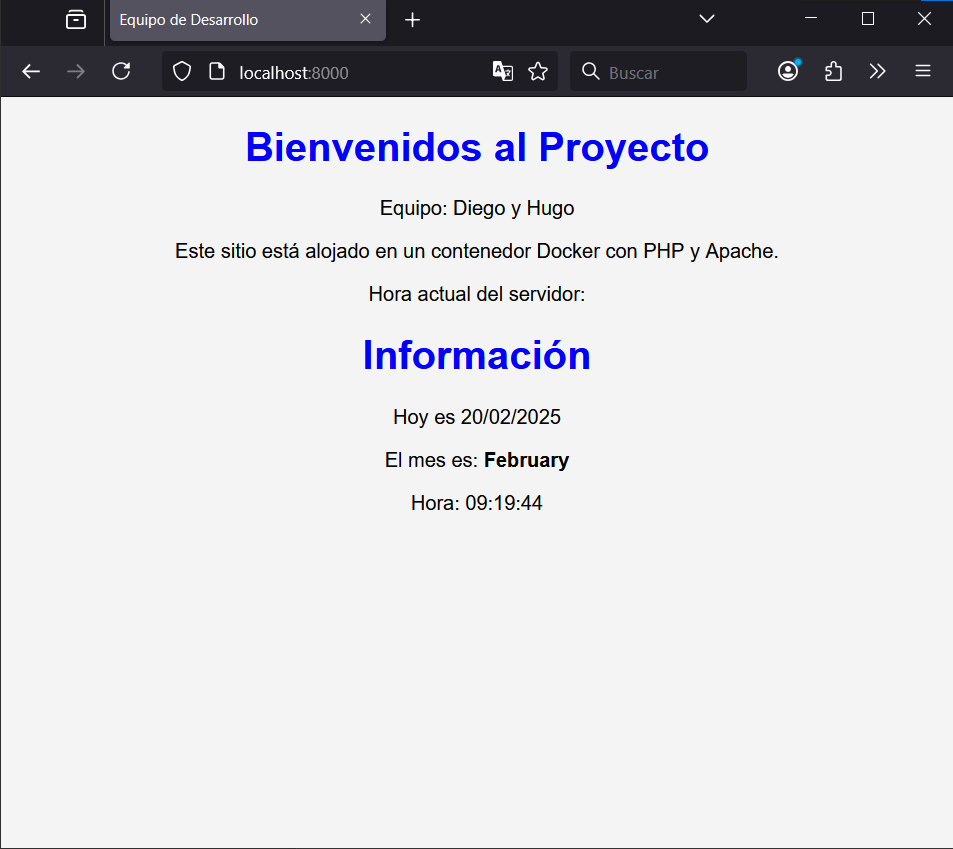 Equipo de Desarrollo
localhost:8000
Buscar
Bienvenidos al Proyecto
Equipo: Diego y Hugo
Este sitio está alojado en un contenedor Docker con PHP y Apache.
Hora actual del servidor:
Información
Hoy es 20/02/2025
El mes es: February
Hora: 09:19:44